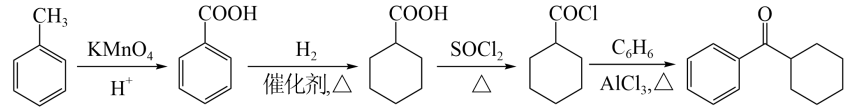 CH3
KMnO4
H+
COOH
H2
催化剂,△
COOH
SOCl2
△
COCl
C6H6
AlCl3,△
O